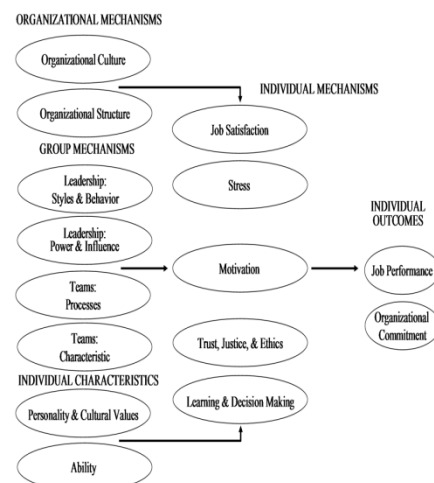 ORGANIZATIONAL MECHANISMS
Organizational Culture
Organizational Structure
GROUP MECHANISMS
Leadership:
Styles & Behavior
Leadership:
Power & Influence
Teams:
Processes
Teams:
Characteristic
INDIVIDUAL CHARACTERISTICS
Personality & Cultural Values
Ability
INDIVIDUAL MECHANISMS
Job Satisfaction
Stress
Motivation
Trust, Justice, & Ethics
Learning & Decision Making
INDIVIDUAL
OUTCOMES
Job Performance
Organizational
Commitment